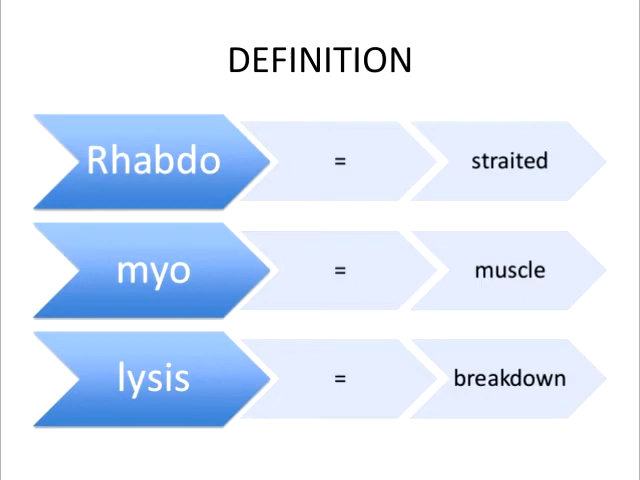 DEFINITION
Rhabdo = straited
myo = muscle
lysis = breakdown